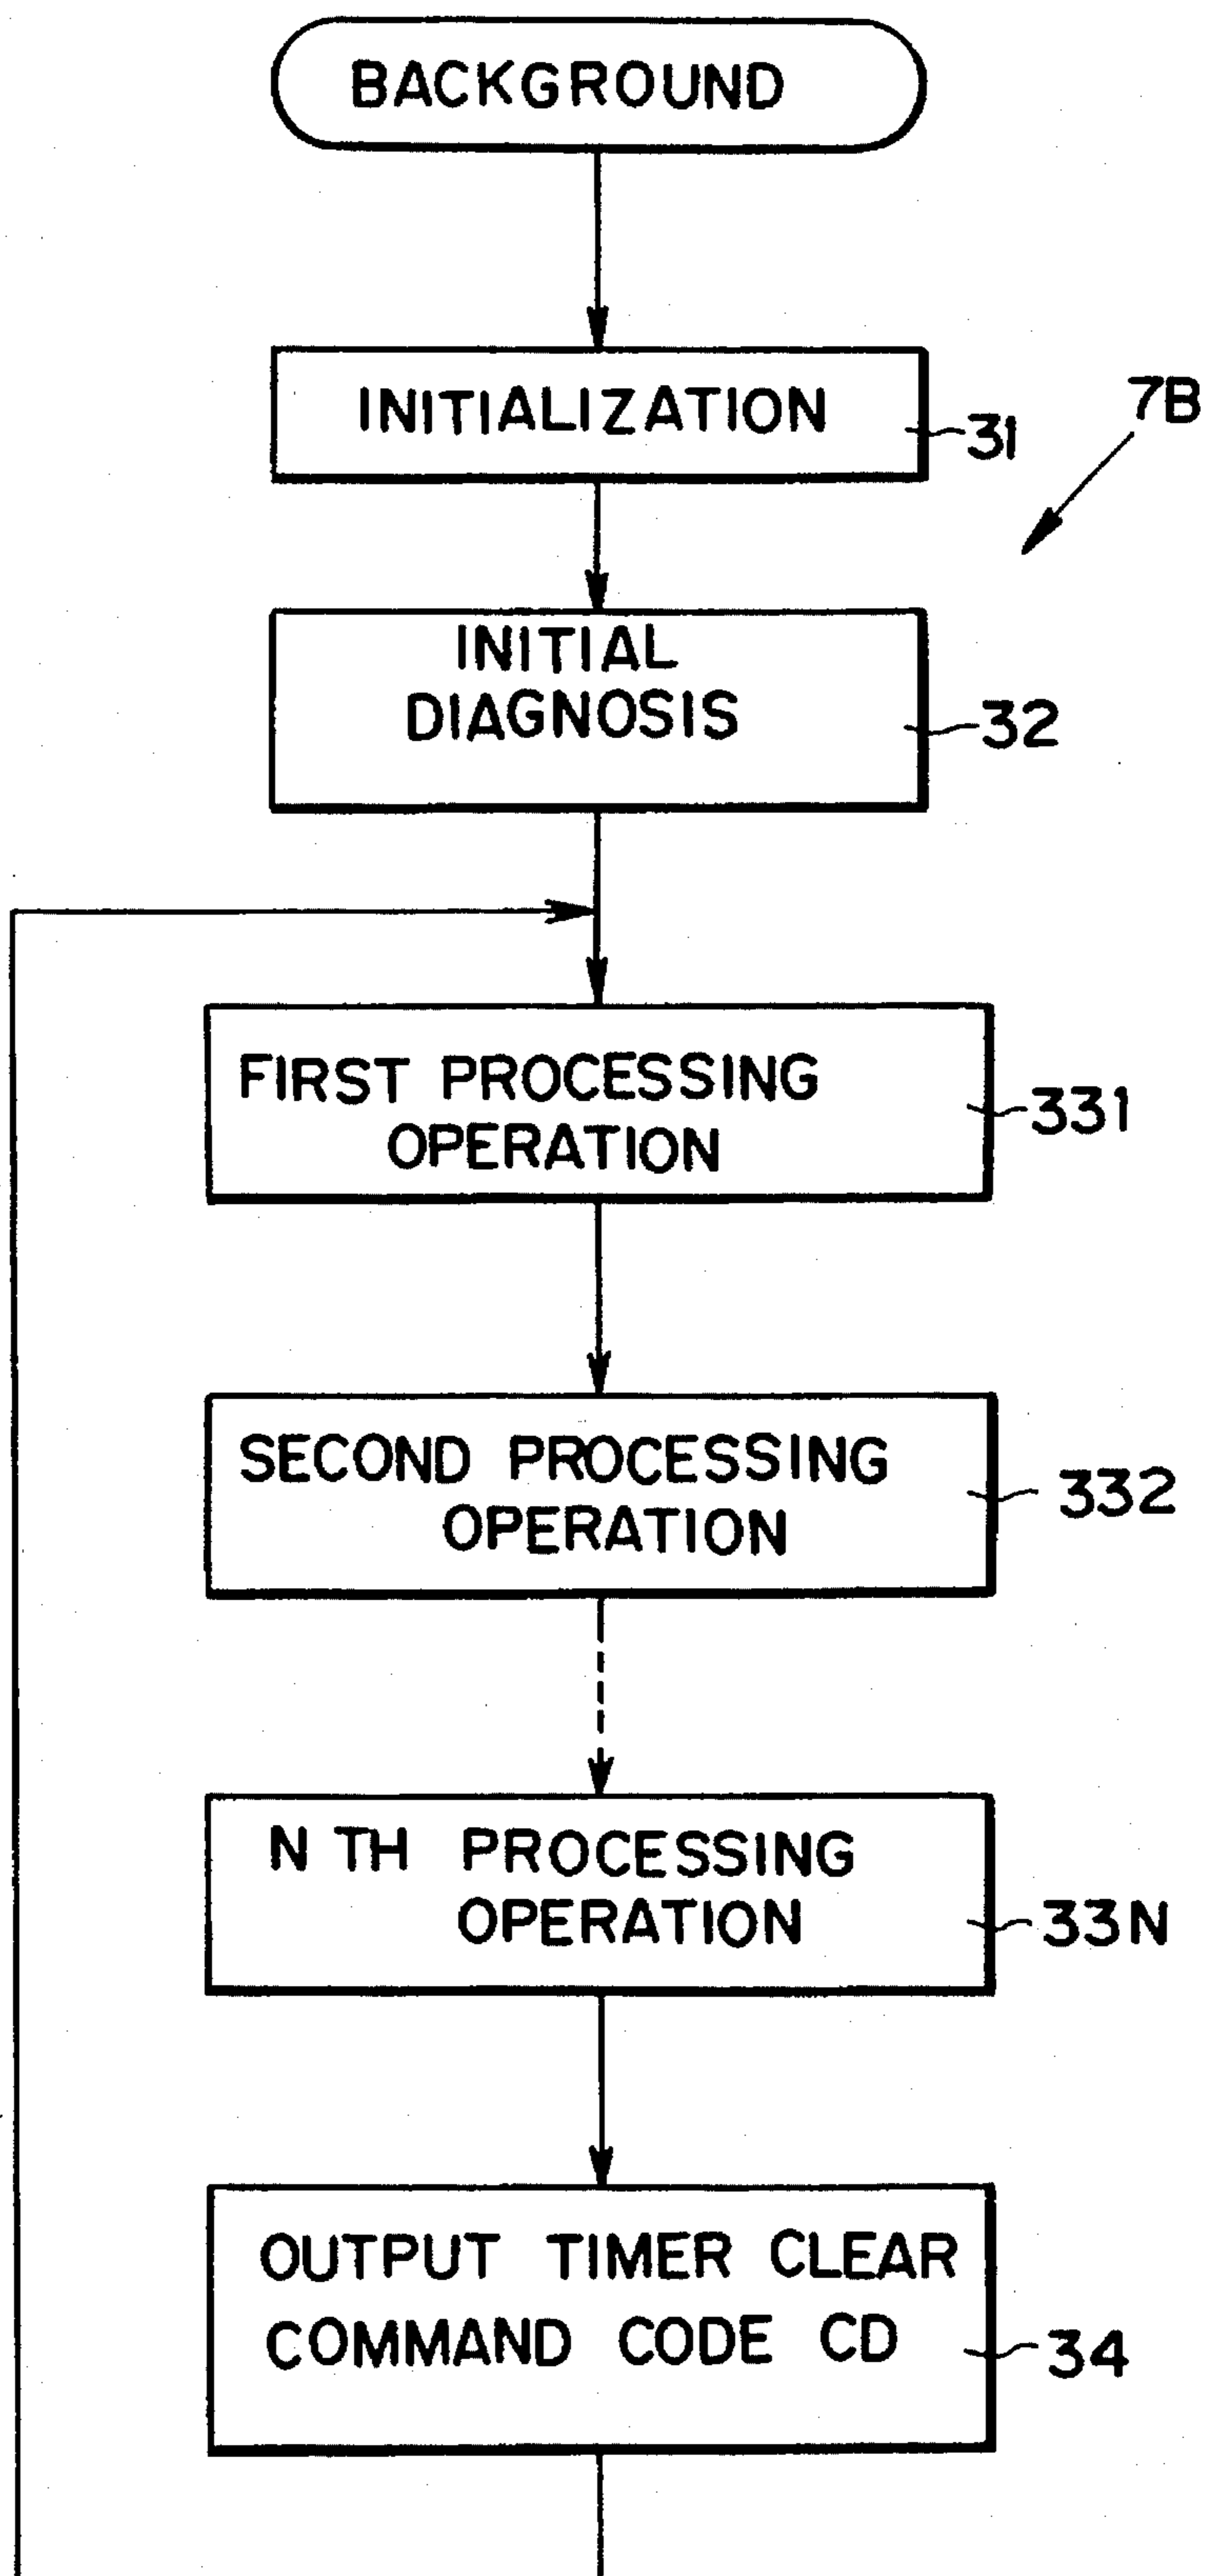 BACKGROUND
INITIALIZATION
31
7B
INITIAL
DIAGNOSIS
32
FIRST PROCESSING
OPERATION
331
SECOND PROCESSING
OPERATION
332
N TH PROCESSING
OPERATION
33N
OUTPUT TIMER CLEAR
COMMAND CODE CD
34